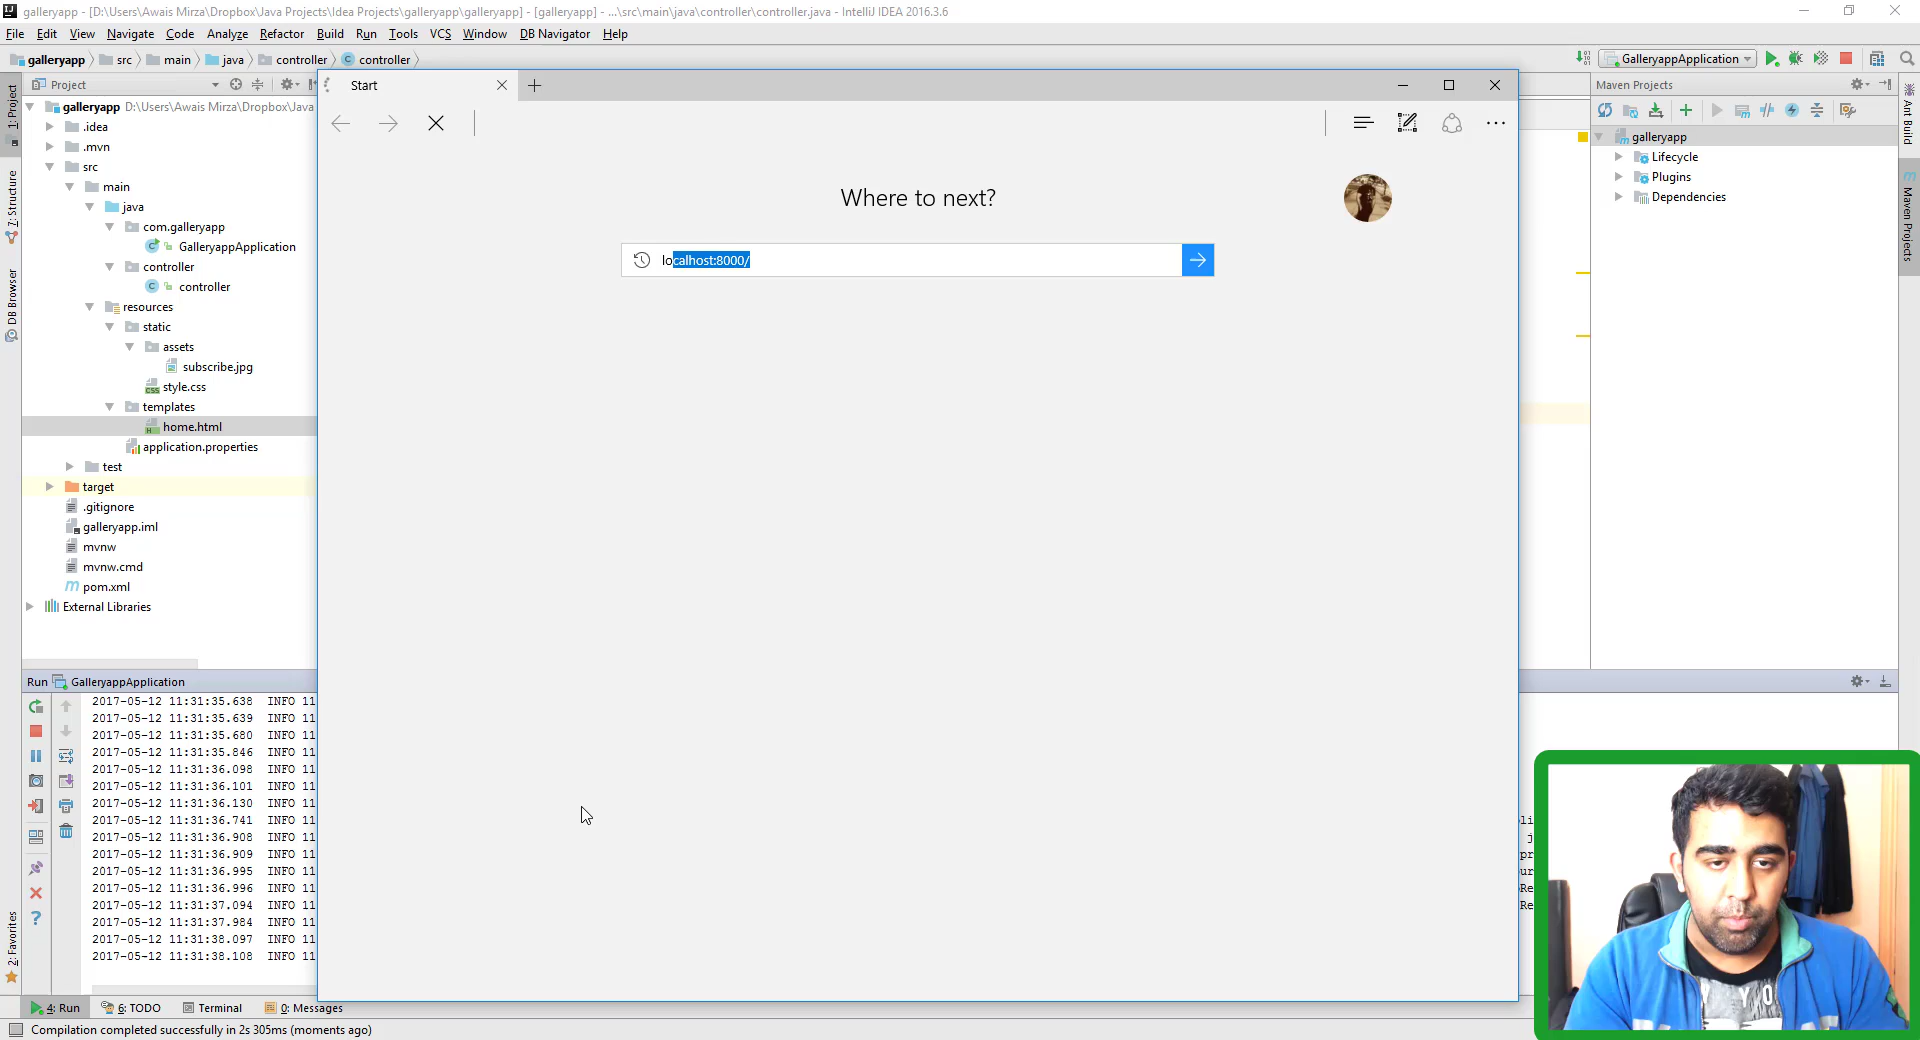 galleryapp - [D:\Users\Awais Mirza\Dropbox\Java Projects\Idea Projects\galleryapp\galleryapp] - [galleryapp] - ...\src\main\java\controller\controller.java - IntelliJ IDEA 2016.3.6
File Edit View Navigate Code Analyze Refactor Build Run Tools VCS Window DB Navigator Help
galleryapp src main java controller controller
GalleryappApplication
Project
Start
Maven Projects
galleryapp D:\Users\Awais Mirza\Dropbox\Java
.idea
.mvn
src
main
java
com.galleryapp
GalleryappApplication
controller
controller
resources
static
assets
subscribe.jpg
style.css
templates
home.html
application.properties
test
target
.gitignore
galleryapp.iml
mvnw
mvnw.cmd
pom.xml
External Libraries
1: Project
7: Structure
DB Browser
2: Favorites
Where to next?
localhost:8000/
galleryapp
Lifecycle
Plugins
Dependencies
Ant Build
Maven Projects
Run GalleryappApplication
2017-05-12 11:31:35.638 INFO 11
2017-05-12 11:31:35.639 INFO 11
2017-05-12 11:31:35.680 INFO 11
2017-05-12 11:31:35.846 INFO 11
2017-05-12 11:31:36.098 INFO 11
2017-05-12 11:31:36.101 INFO 11
2017-05-12 11:31:36.130 INFO 11
2017-05-12 11:31:36.741 INFO 11
2017-05-12 11:31:36.908 INFO 11
2017-05-12 11:31:36.909 INFO 11
2017-05-12 11:31:36.995 INFO 11
2017-05-12 11:31:36.996 INFO 11
2017-05-12 11:31:37.094 INFO 11
2017-05-12 11:31:37.984 INFO 11
2017-05-12 11:31:38.097 INFO 11
2017-05-12 11:31:38.108 INFO 11
4: Run 6: TODO Terminal 0: Messages
Compilation completed successfully in 2s 305ms (moments ago)